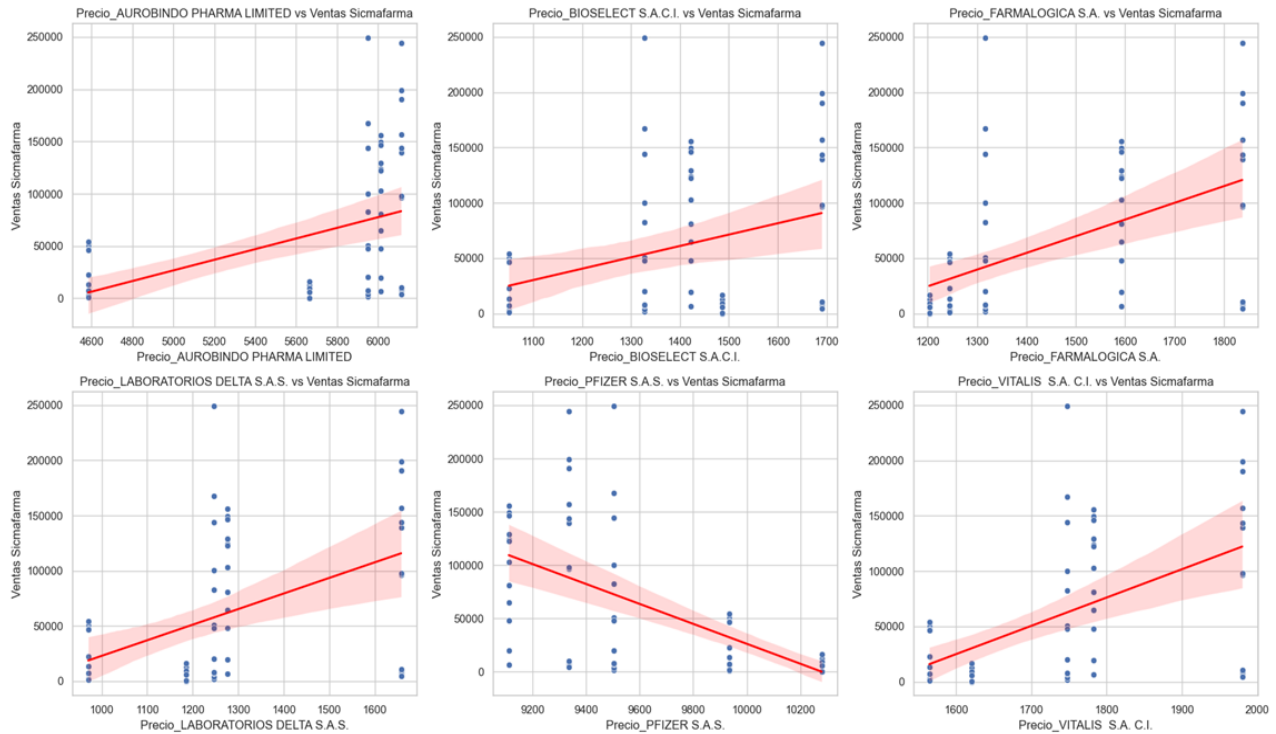 Precio_AUROBINDO PHARMA LIMITED vs Ventas Sicmafarma
250000
200000
150000
100000
50000
0
Ventas Sicmafarma
4600 4800 5000 5200 5400 5600 5800 6000
Precio_AUROBINDO PHARMA LIMITED
Precio_BIOSELECT S.A.C.I. vs Ventas Sicmafarma
250000
200000
150000
100000
50000
0
Ventas Sicmafarma
1100 1200 1300 1400 1500 1600 1700
Precio_BIOSELECT S.A.C.I.
Precio_FARMALOGICA S.A. vs Ventas Sicmafarma
250000
200000
150000
100000
50000
0
Ventas Sicmafarma
1200 1300 1400 1500 1600 1700 1800
Precio_FARMALOGICA S.A.
Precio_LABORATORIOS DELTA S.A.S. vs Ventas Sicmafarma
250000
200000
150000
100000
50000
0
Ventas Sicmafarma
1000 1100 1200 1300 1400 1500 1600
Precio_LABORATORIOS DELTA S.A.S.
Precio_PFIZER S.A.S. vs Ventas Sicmafarma
250000
200000
150000
100000
50000
0
Ventas Sicmafarma
9200 9400 9600 9800 10000 10200
Precio_PFIZER S.A.S.
Precio_VITALIS  S.A. C.I. vs Ventas Sicmafarma
250000
200000
150000
100000
50000
0
Ventas Sicmafarma
1600 1700 1800 1900 2000
Precio_VITALIS  S.A. C.I.